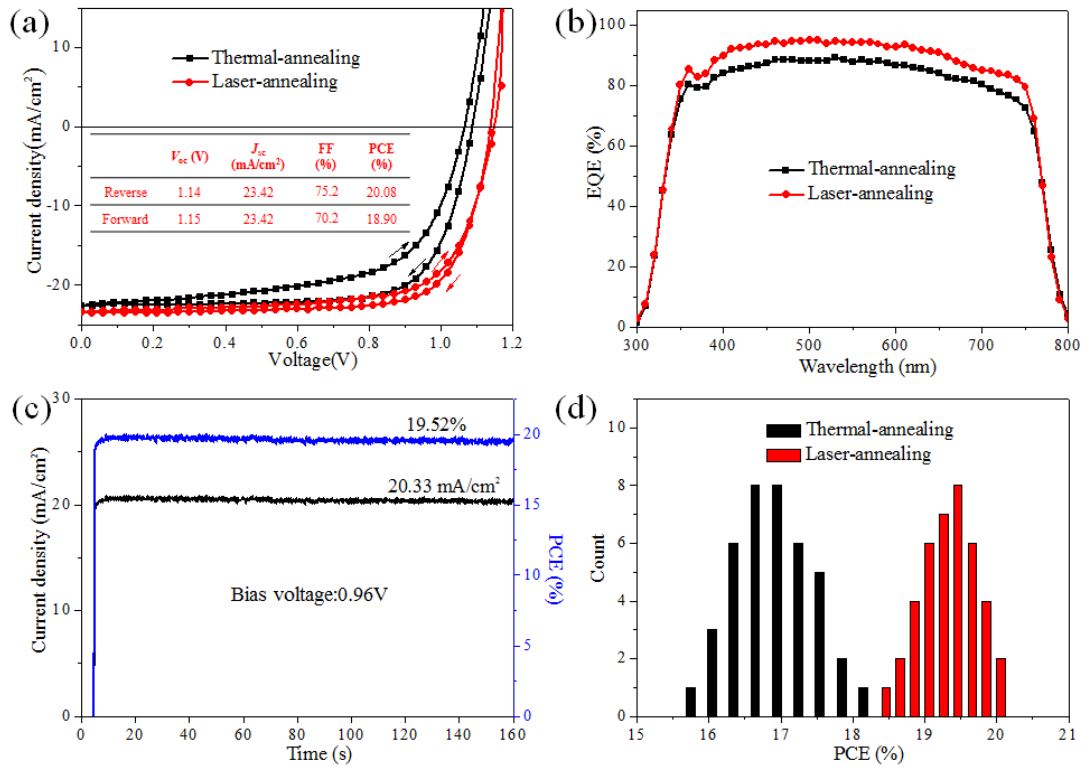 (a)
10
0
-10
-20
0.0 0.2 0.4 0.6 0.8 1.0 1.2
Current density(mA/cm²)
Voltage(V)
Thermal-annealing
Laser-annealing
Voc (V) Jsc (mA/cm²) FF (%) PCE (%)
Reverse 1.14 23.42 75.2 20.08
Forward 1.15 23.42 70.2 18.90
(b)
100
80
60
40
20
0
300 400 500 600 700 800
EQE (%)
Wavelength (nm)
Thermal-annealing
Laser-annealing
(c)
30
20
10
0
0 20 40 60 80 100 120 140 160
Current density (mA/cm²)
Time (s)
19.52%
20.33 mA/cm²
Bias voltage:0.96V
20
15
10
5
0
PCE (%)
(d)
10
8
6
4
2
0
15 16 17 18 19 20 21
Count
PCE (%)
Thermal-annealing
Laser-annealing